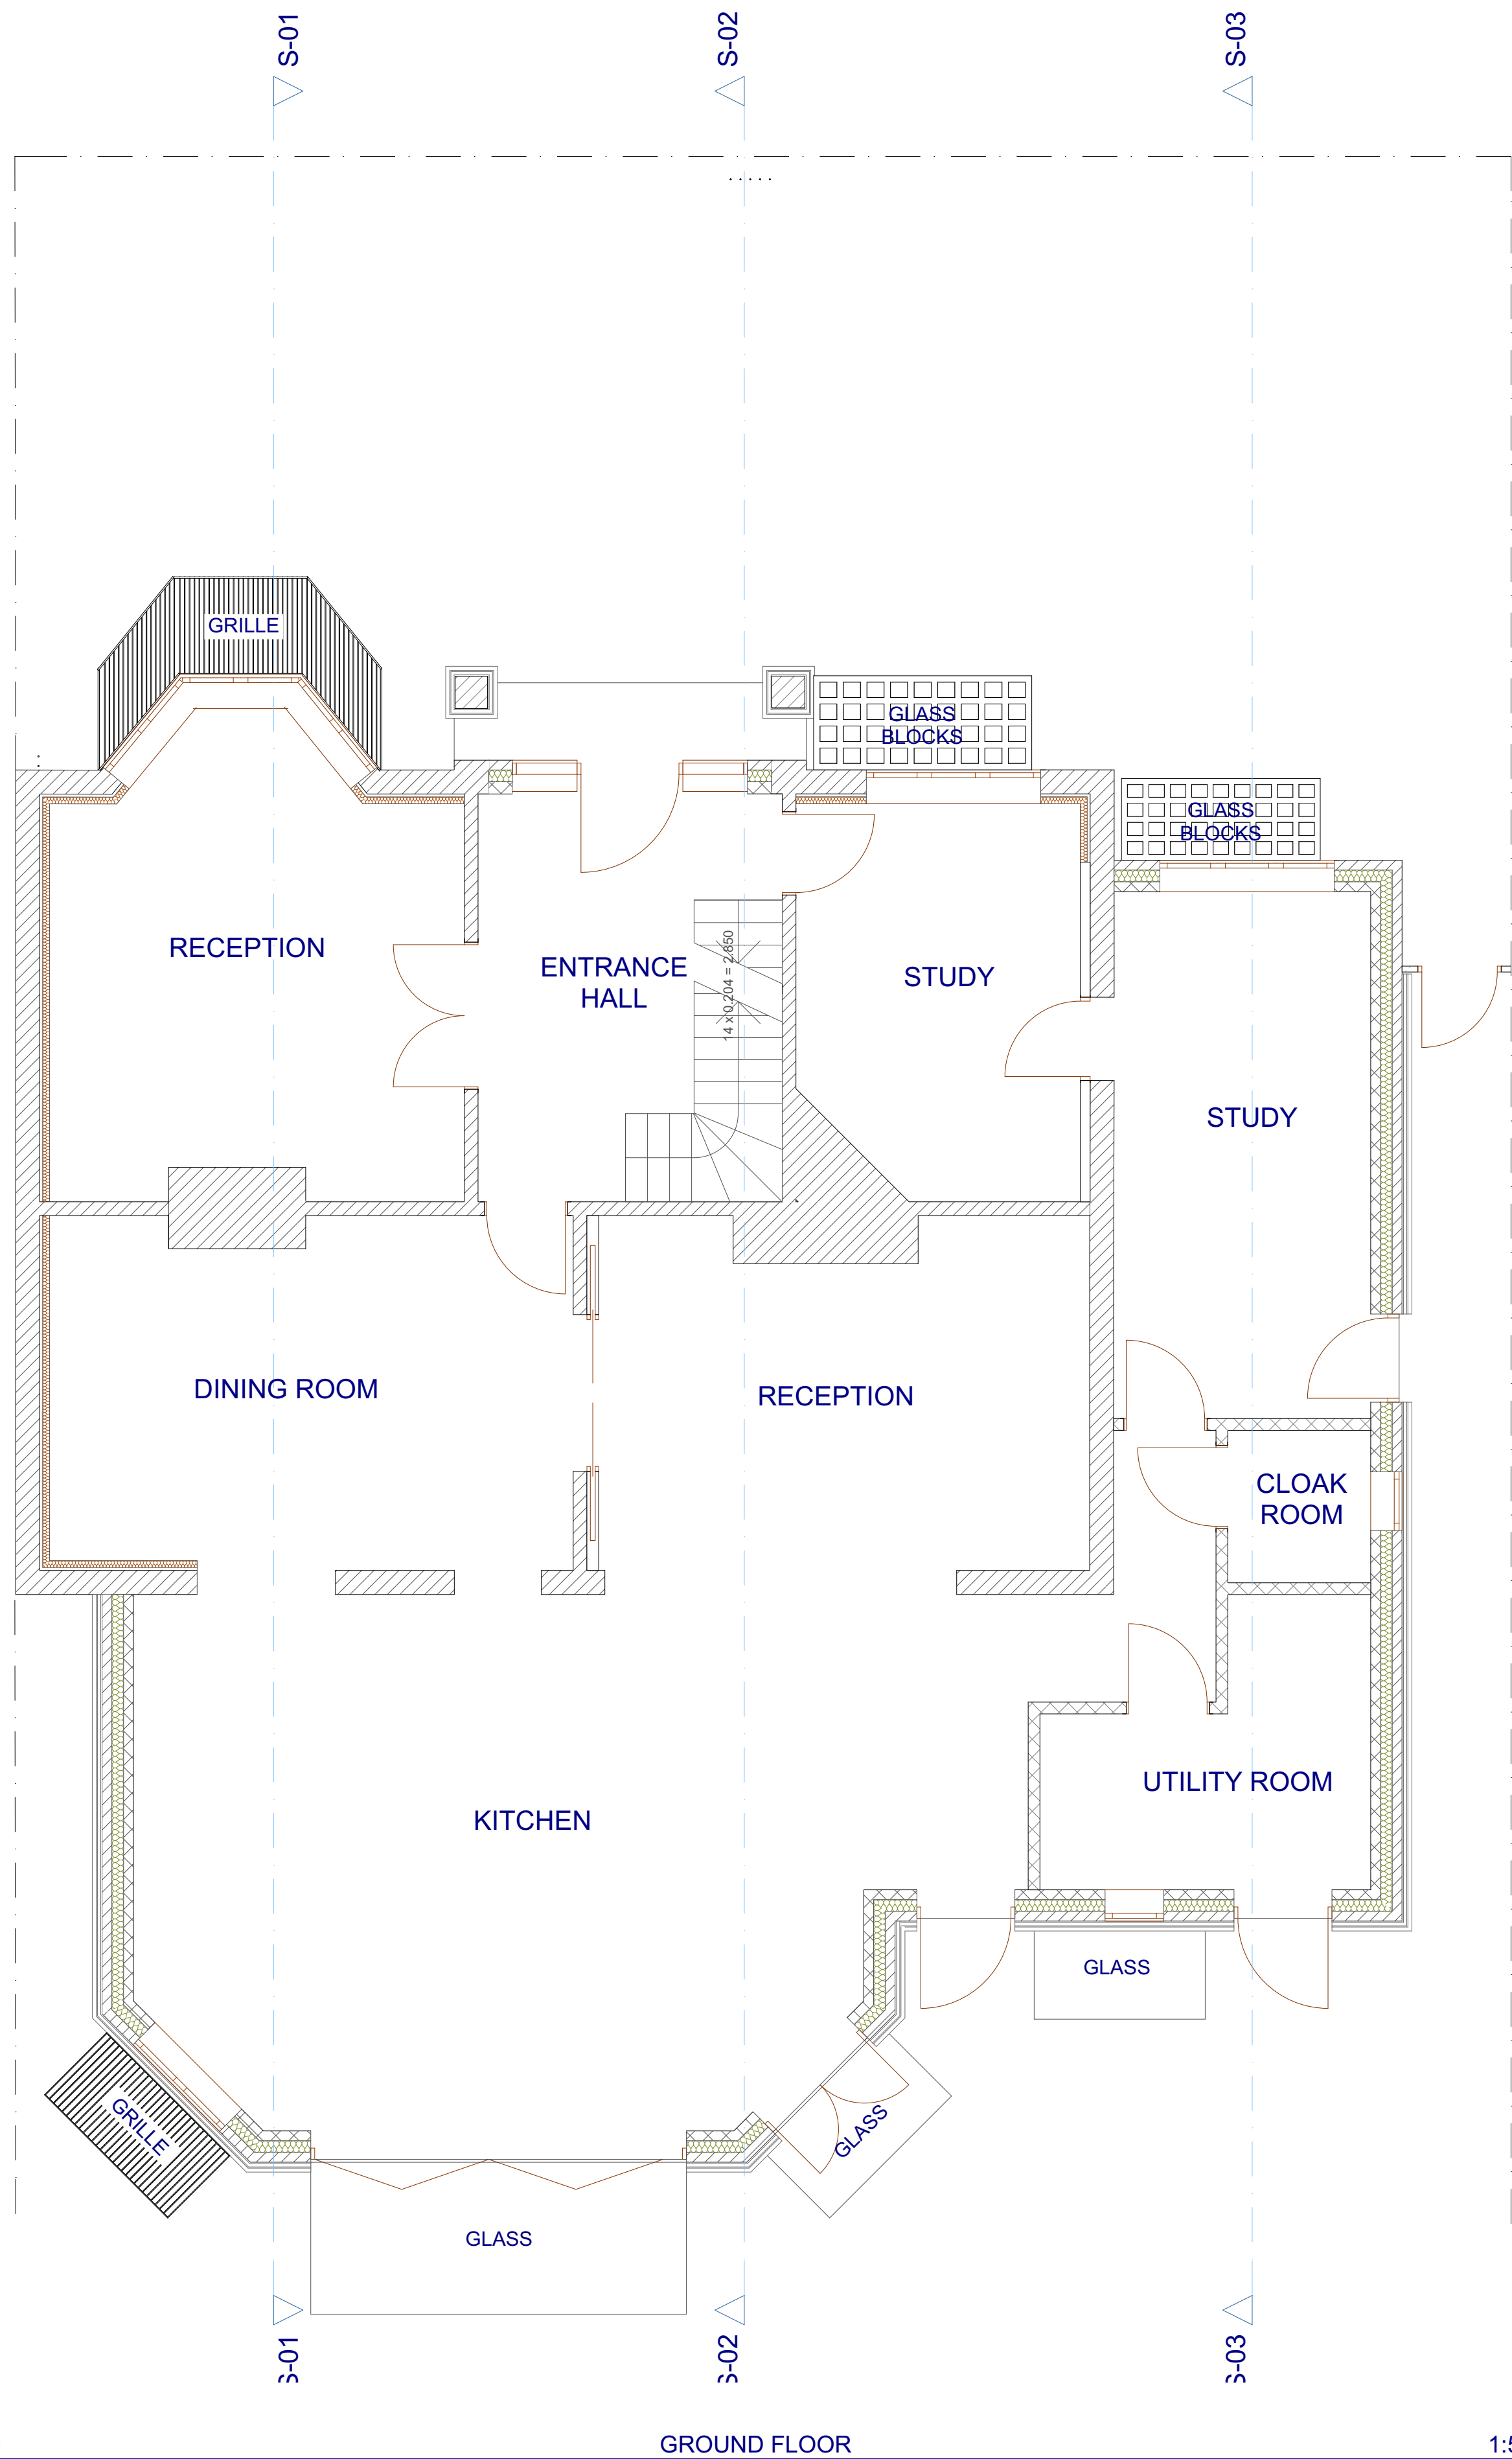 S-01
S-02
S-03
GRILLE
GLASS
BLOCKS
GLASS
BLOCKS
RECEPTION
ENTRANCE
HALL
14 x 0.204 = 2.850
STUDY
STUDY
DINING ROOM
RECEPTION
CLOAK
ROOM
UTILITY ROOM
KITCHEN
GLASS
GRILLE
GLASS
GLASS
S-01
S-02
S-03
GROUND FLOOR